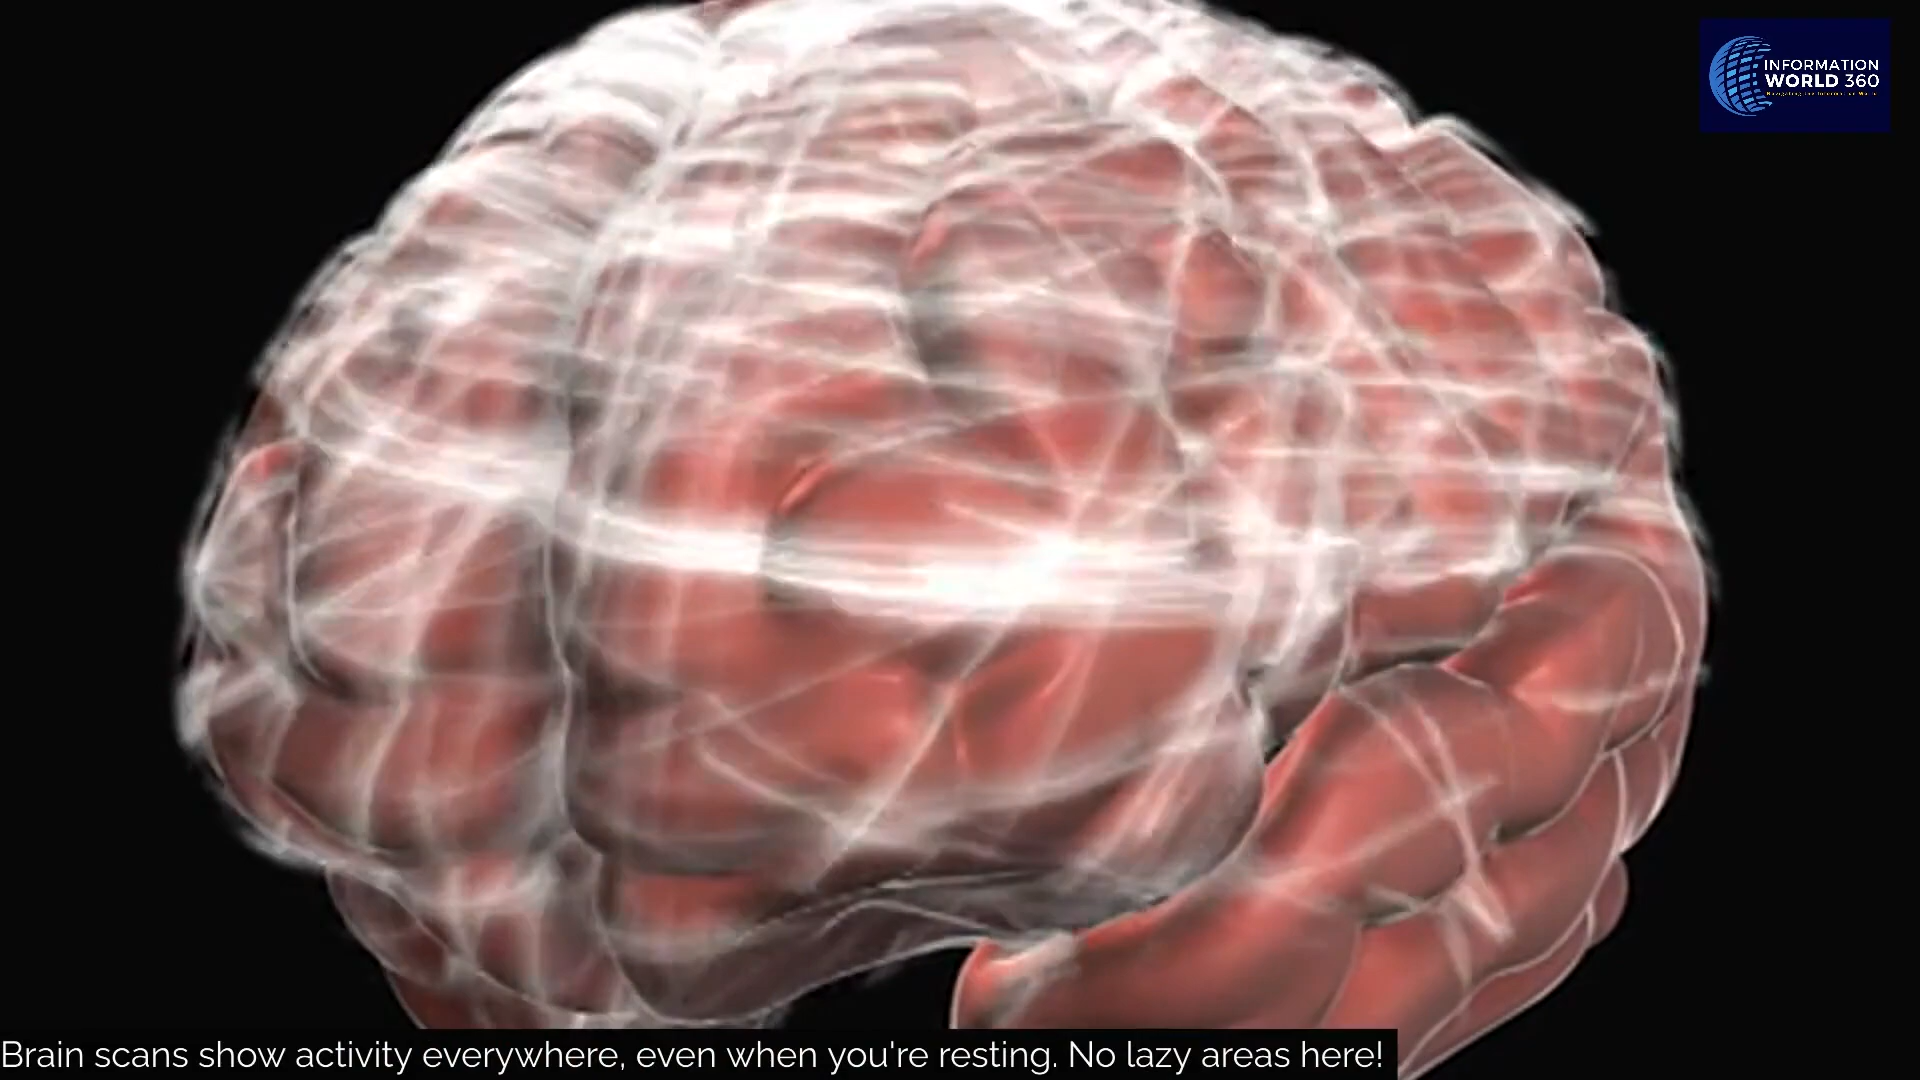 INFORMATION
WORLD 360
Brain scans show activity everywhere, even when you're resting. No lazy areas here!